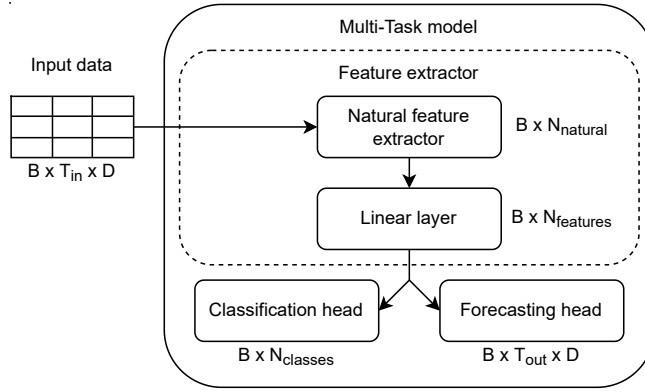 Multi-Task model
Input data
Feature extractor
Natural feature
extractor
B x N_natural
B x T_in x D
Linear layer
B x N_features
Classification head
Forecasting head
B x N_classes
B x T_out x D